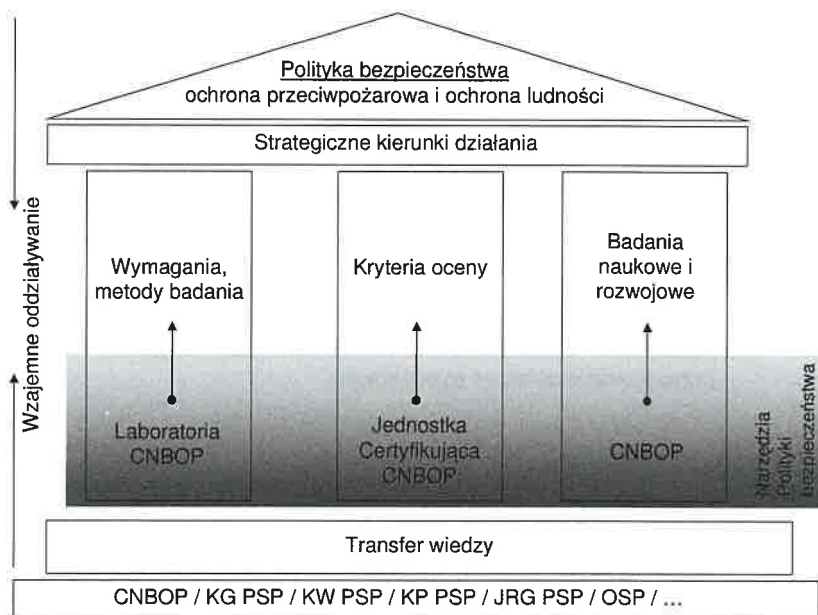 Polityka bezpieczeństwa
ochrona przeciwpożarowa i ochrona ludności
Strategiczne kierunki działania
Wzajemne oddziaływanie
Wymagania,
metody badania
Kryteria oceny
Badania
naukowe i
rozwojowe
Laboratoria
CNBOP
Jednostka
Certyfikująca
CNBOP
CNBOP
Narzędzia
Polityki
bezpieczeństwa
Transfer wiedzy
CNBOP / KG PSP / KW PSP / KP PSP / JRG PSP / OSP / ...